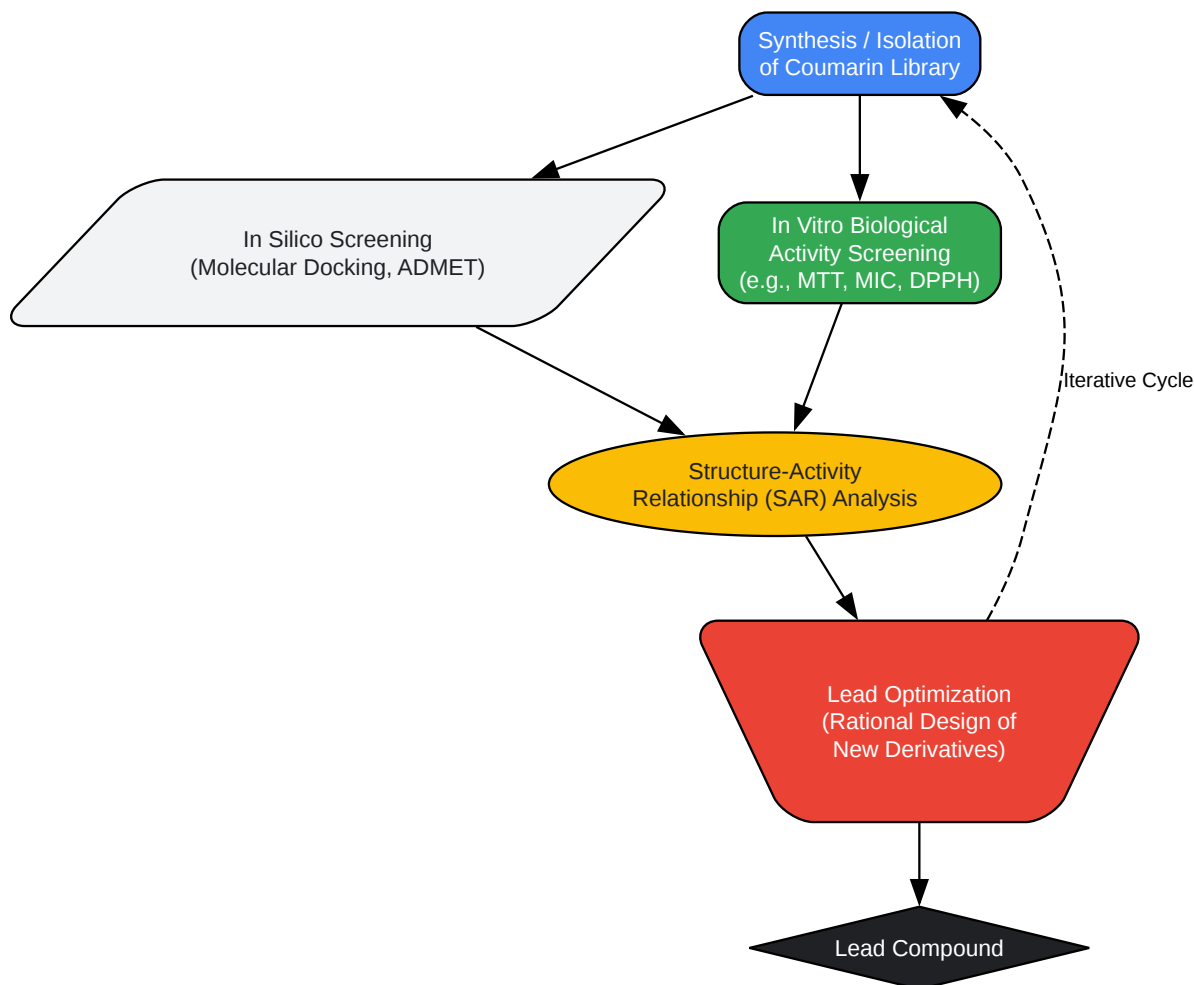 Synthesis / Isolation
of Coumarin Library
In Silico Screening
(Molecular Docking, ADMET)
In Vitro Biological
Activity Screening
(e.g., MTT, MIC, DPPH)
Iterative Cycle
Structure-Activity
Relationship (SAR) Analysis
Lead Optimization
(Rational Design of
New Derivatives)
Lead Compound